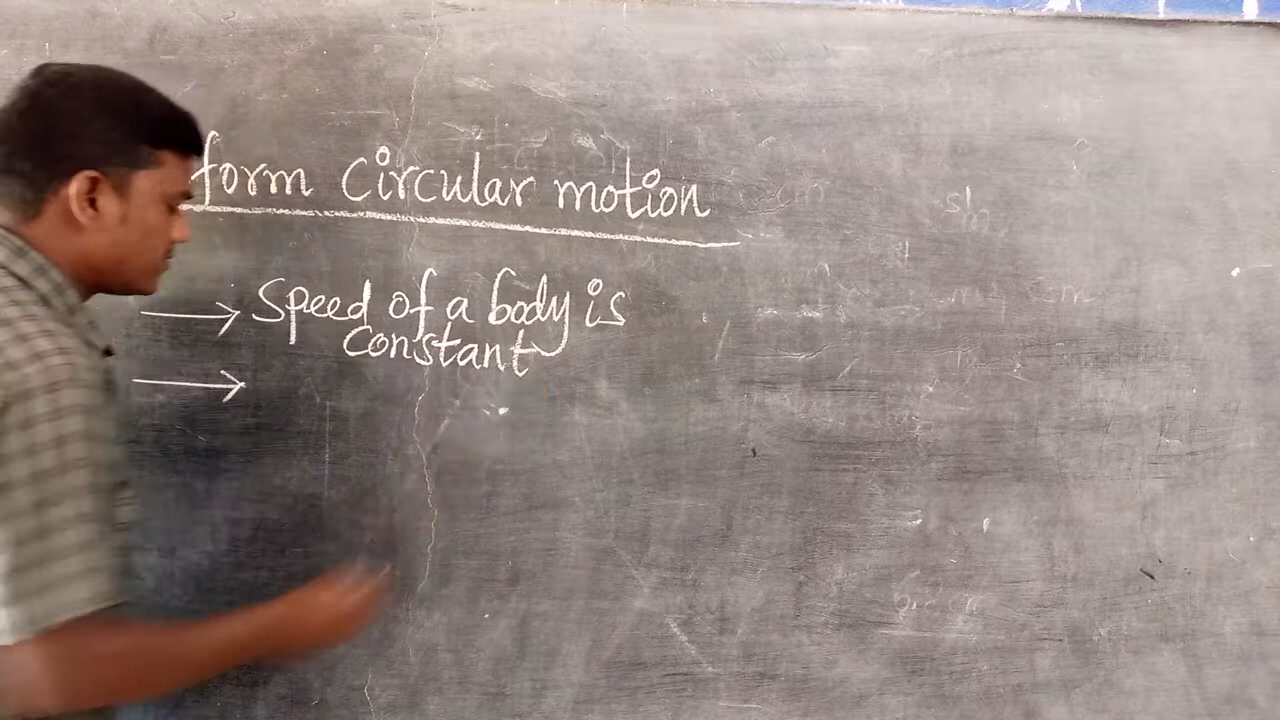 form Circular motion
→ Speed of a body is
constant
→